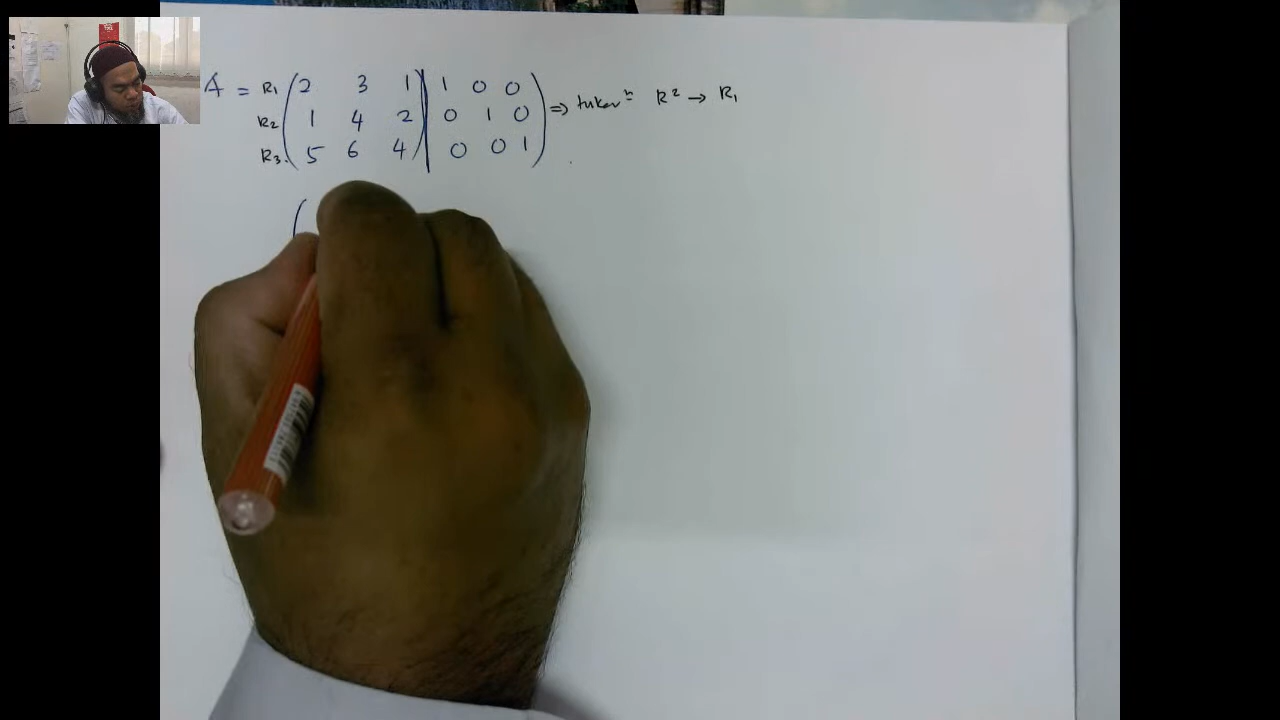 A = R1 ( 2 3 1 | 1 0 0 ) ⇒ tukar R2 → R1
R2 ( 1 4 2 | 0 1 0 )
R3. ( 5 6 4 | 0 0 1 )
(